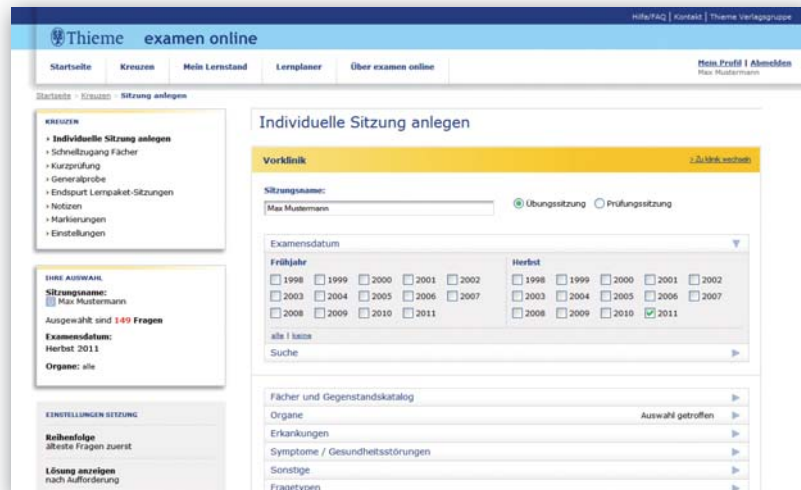 Hilfe/FAQ | Kontakt | Thieme Verlagsgruppe
Thieme examen online
Startseite Kreuzen Mein Lernstand Lernplaner Über examen online
Mein Profil | Abmelden
Max Mustermann
Startseite > Kreuzen > Sitzung anlegen
KREUZEN
› Individuelle Sitzung anlegen
› Schnellzugang Fächer
› Kurzprüfung
› Generalprobe
› Endspurt Lernpaket-Sitzungen
› Notizen
› Markierungen
› Einstellungen
IHRE AUSWAHL
Sitzungsname:
Max Mustermann
Ausgewählt sind 149 Fragen
Examensdatum:
Herbst 2011
Organe: alle
EINSTELLUNGEN SITZUNG
Reihenfolge
älteste Fragen zuerst
Lösung anzeigen
nach Aufforderung
Individuelle Sitzung anlegen
Vorklinik › Zu klinik wechseln
Sitzungsname:
Max Mustermann Übungssitzung Prüfungssitzung
Examensdatum
Frühjahr Herbst
1998 1999 2000 2001 2002 1998 1999 2000 2001 2002
2003 2004 2005 2006 2007 2003 2004 2005 2006 2007
2008 2009 2010 2011 2008 2009 2010 2011
alle | keine
Suche
Fächer und Gegenstandskatalog
Organe Auswahl getroffen
Erkankungen
Symptome / Gesundheitsstörungen
Sonstige
Fragetypen